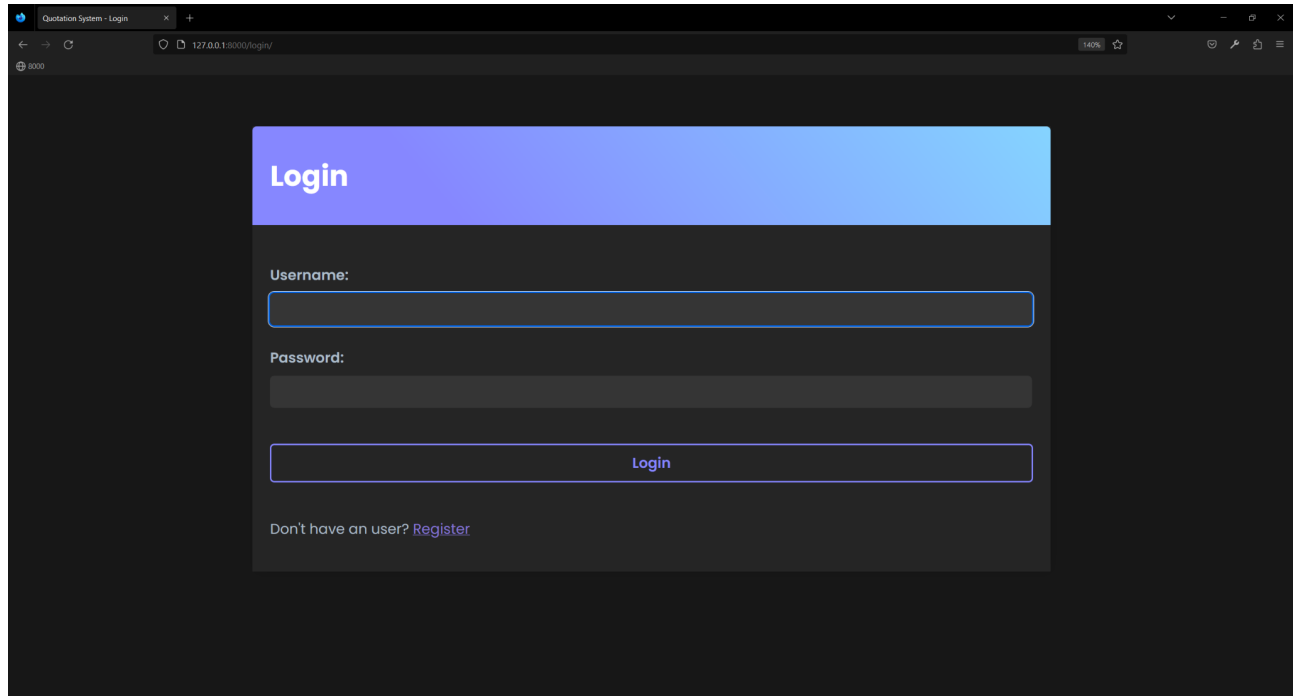 Quotation System - Login
127.0.0.1:8000/login/
140%
8000
Login
Username:
Password:
Login
Don't have an user? Register